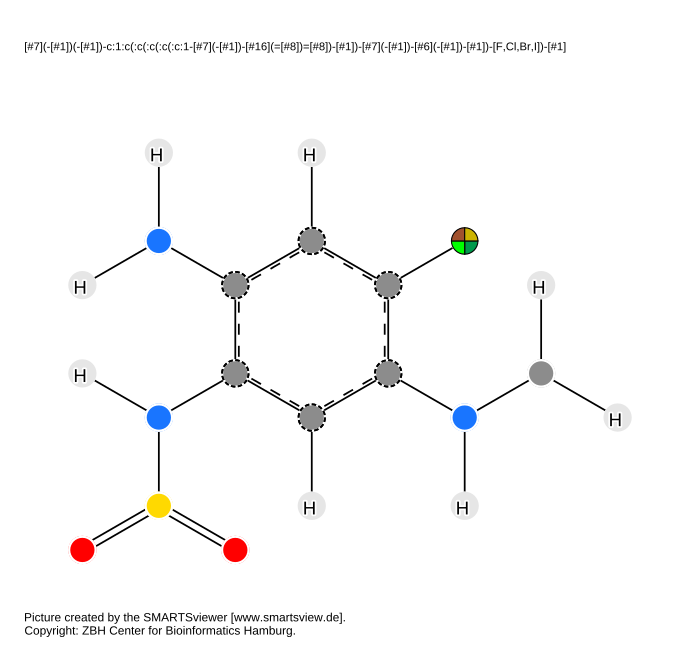 [#7](-[#1])(-[#1])-c:1:c(:c(:c(:c(:c:1-[#7](-[#1])-[#16](=[#8])=[#8])-[#1])-[#7](-[#1])-[#6](-[#1])-[#1])-[F,Cl,Br,I])-[#1]
H H
H H
H
H H H
Picture created by the SMARTSviewer [www.smartsview.de].
Copyright: ZBH Center for Bioinformatics Hamburg.